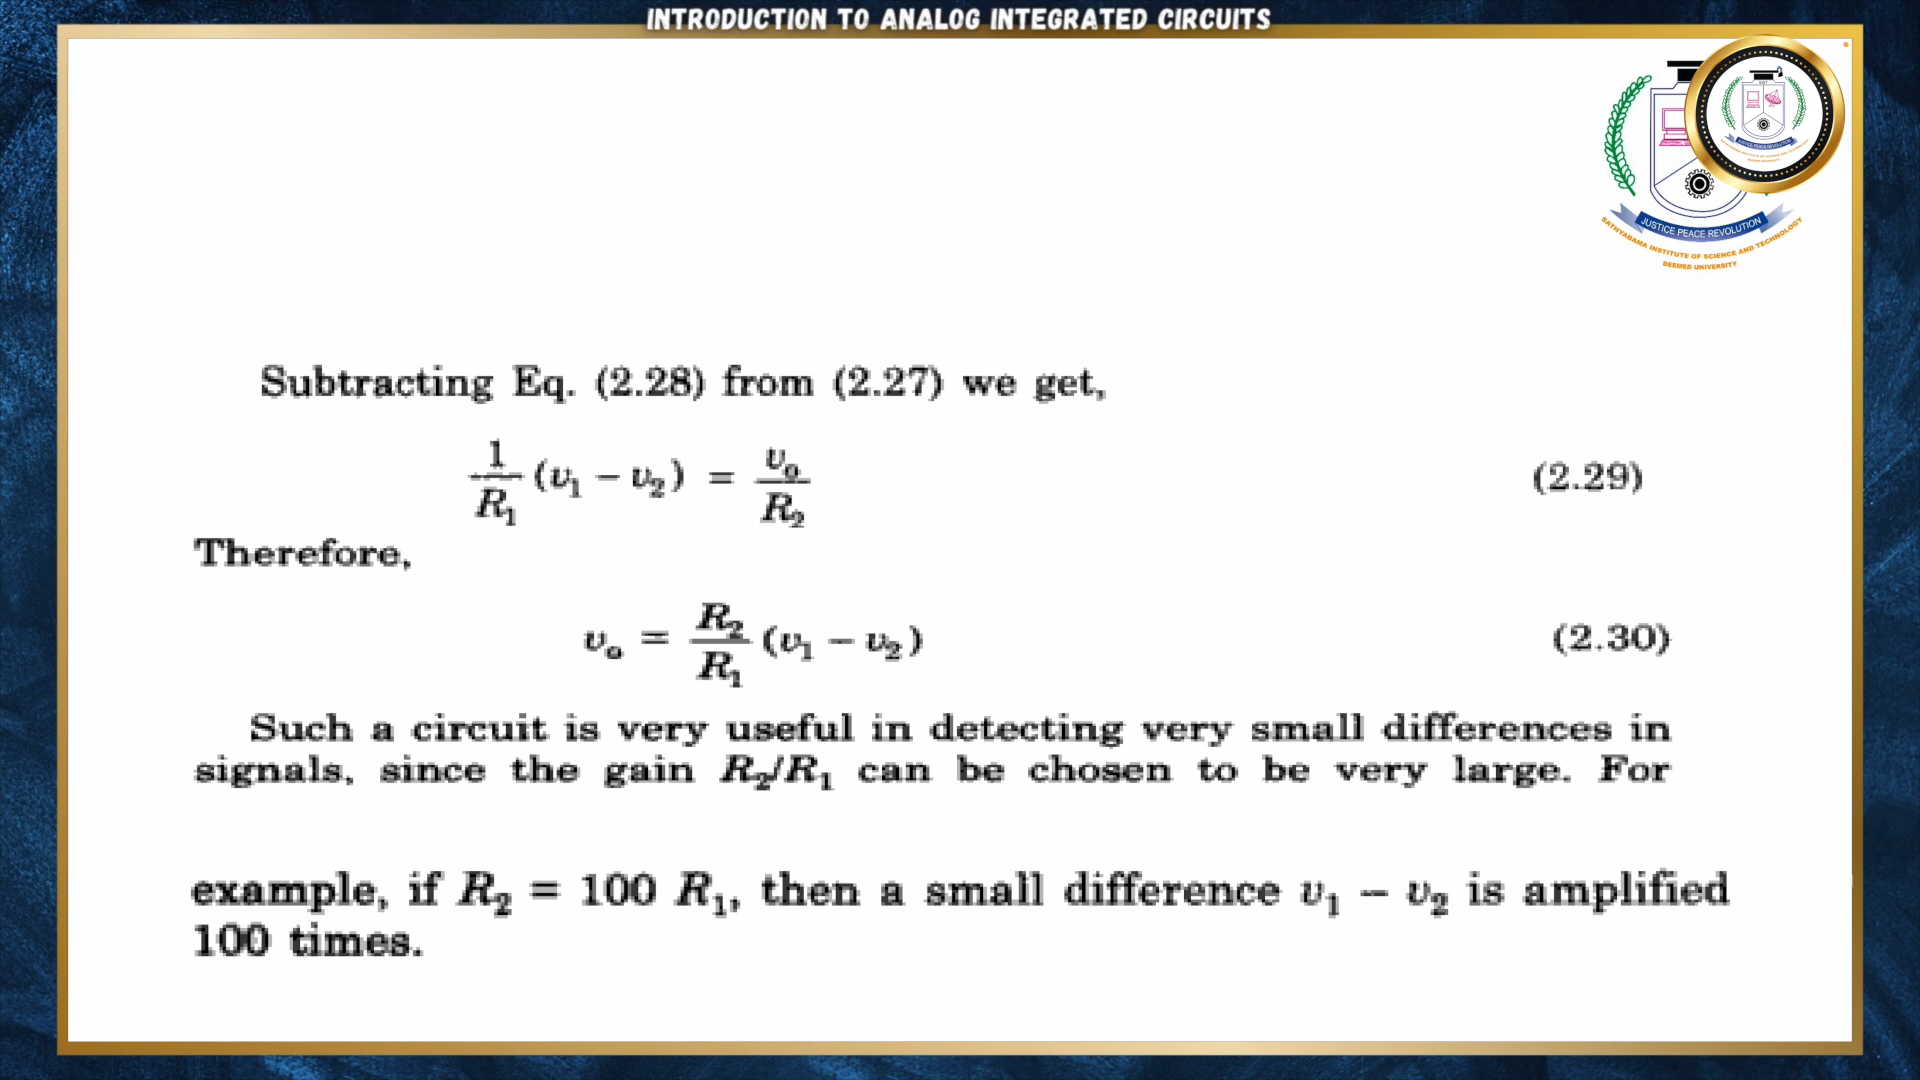 INTRODUCTION TO ANALOG INTEGRATED CIRCUITS
JUSTICE PEACE REVOLUTION
SATHYABAMA INSTITUTE OF SCIENCE AND TECHNOLOGY
DEEMED UNIVERSITY
Subtracting Eq. (2.28) from (2.27) we get,
1/R₁ (v₁ – v₂) = vₒ/R₂ (2.29)
Therefore,
vₒ = R₂/R₁ (v₁ – v₂) (2.30)
Such a circuit is very useful in detecting very small differences in
signals, since the gain R₂/R₁ can be chosen to be very large. For
example, if R₂ = 100 R₁, then a small difference v₁ – v₂ is amplified
100 times.